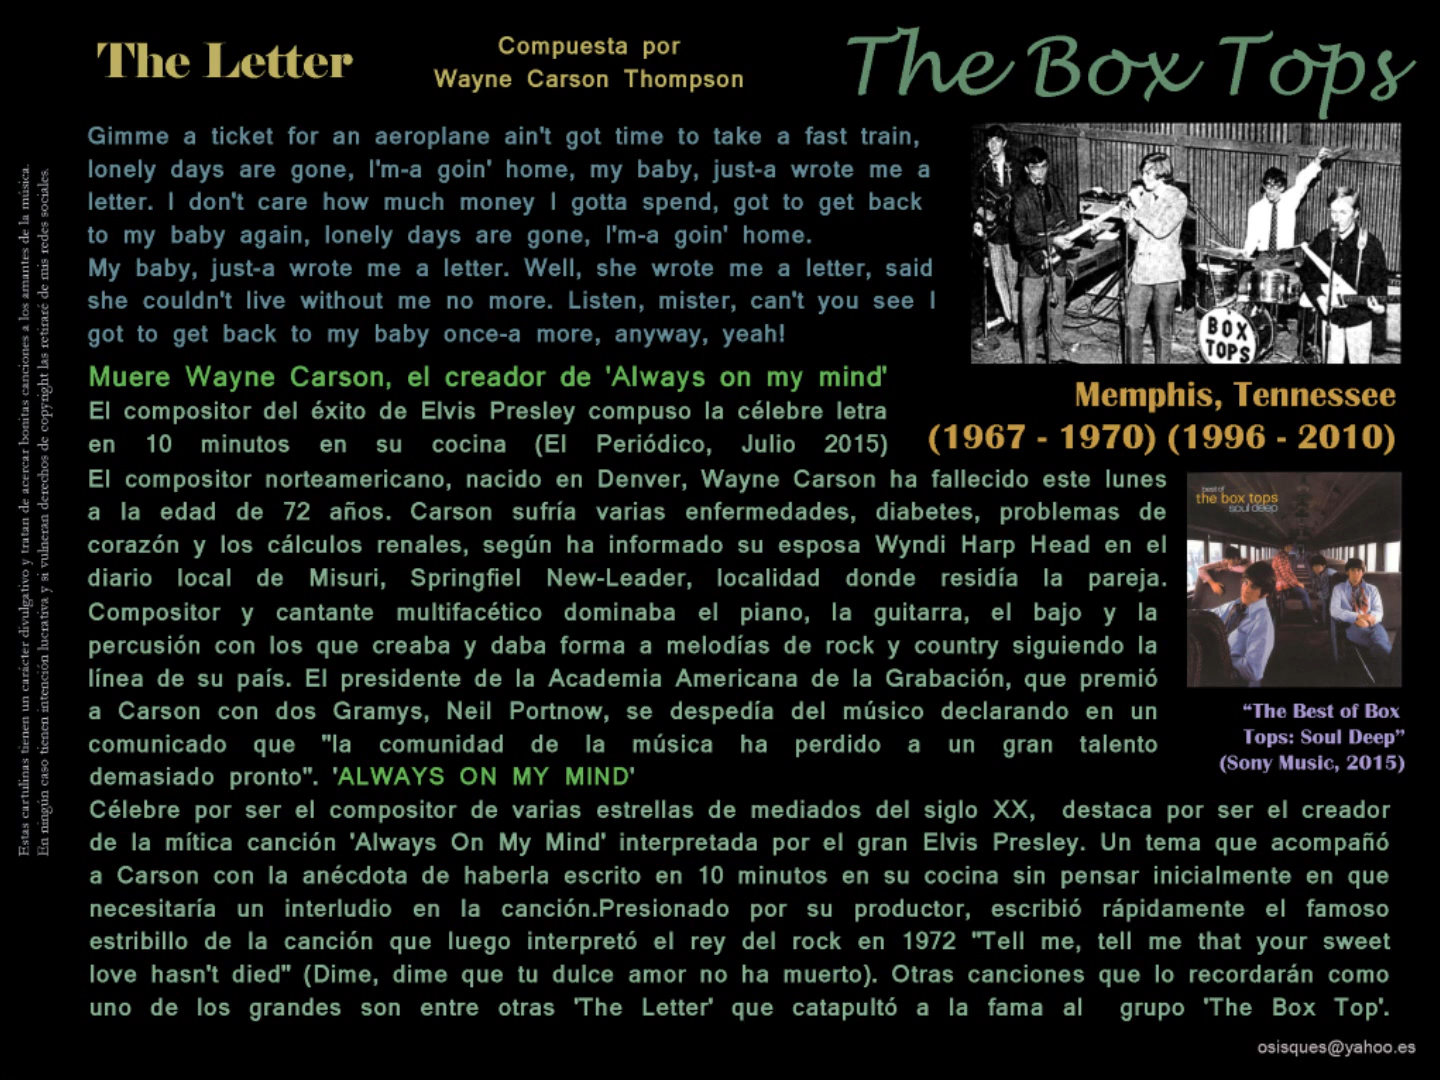 The Letter
Compuesta por
Wayne Carson Thompson
The Box Tops
Gimme a ticket for an aeroplane ain't got time to take a fast train,
lonely days are gone, I'm-a goin' home, my baby, just-a wrote me a
letter. I don't care how much money I gotta spend, got to get back
to my baby again, lonely days are gone, I'm-a goin' home.
My baby, just-a wrote me a letter. Well, she wrote me a letter, said
she couldn't live without me no more. Listen, mister, can't you see I
got to get back to my baby once-a more, anyway, yeah!
BOX
TOPS
Memphis, Tennessee
(1967 - 1970) (1996 - 2010)
Muere Wayne Carson, el creador de 'Always on my mind'
El compositor del éxito de Elvis Presley compuso la célebre letra
en 10 minutos en su cocina (El Periódico, Julio 2015)
El compositor norteamericano, nacido en Denver, Wayne Carson ha fallecido este lunes
a la edad de 72 años. Carson sufría varias enfermedades, diabetes, problemas de
corazón y los cálculos renales, según ha informado su esposa Wyndi Harp Head en el
diario local de Misuri, Springfiel New-Leader, localidad donde residía la pareja.
Compositor y cantante multifacético dominaba el piano, la guitarra, el bajo y la
percusión con los que creaba y daba forma a melodías de rock y country siguiendo la
línea de su país. El presidente de la Academia Americana de la Grabación, que premió
a Carson con dos Gramys, Neil Portnow, se despedía del músico declarando en un
comunicado que "la comunidad de la música ha perdido a un gran talento
demasiado pronto". 'ALWAYS ON MY MIND'
best of
the box tops
soul deep
“The Best of Box
Tops: Soul Deep”
(Sony Music, 2015)
Célebre por ser el compositor de varias estrellas de mediados del siglo XX, destaca por ser el creador
de la mítica canción 'Always On My Mind' interpretada por el gran Elvis Presley. Un tema que acompañó
a Carson con la anécdota de haberla escrito en 10 minutos en su cocina sin pensar inicialmente en que
necesitaría un interludio en la canción.Presionado por su productor, escribió rápidamente el famoso
estribillo de la canción que luego interpretó el rey del rock en 1972 "Tell me, tell me that your sweet
love hasn't died" (Dime, dime que tu dulce amor no ha muerto). Otras canciones que lo recordarán como
uno de los grandes son entre otras 'The Letter' que catapultó a la fama al grupo 'The Box Top'.
osisques@yahoo.es
Estas cartulinas tienen un carácter divulgativo y tratan de acercar bonitas canciones a los amantes de la música.
En ningún caso tienen intención lucrativa y si vulneran derechos de copyright las retiraré de mis redes sociales.